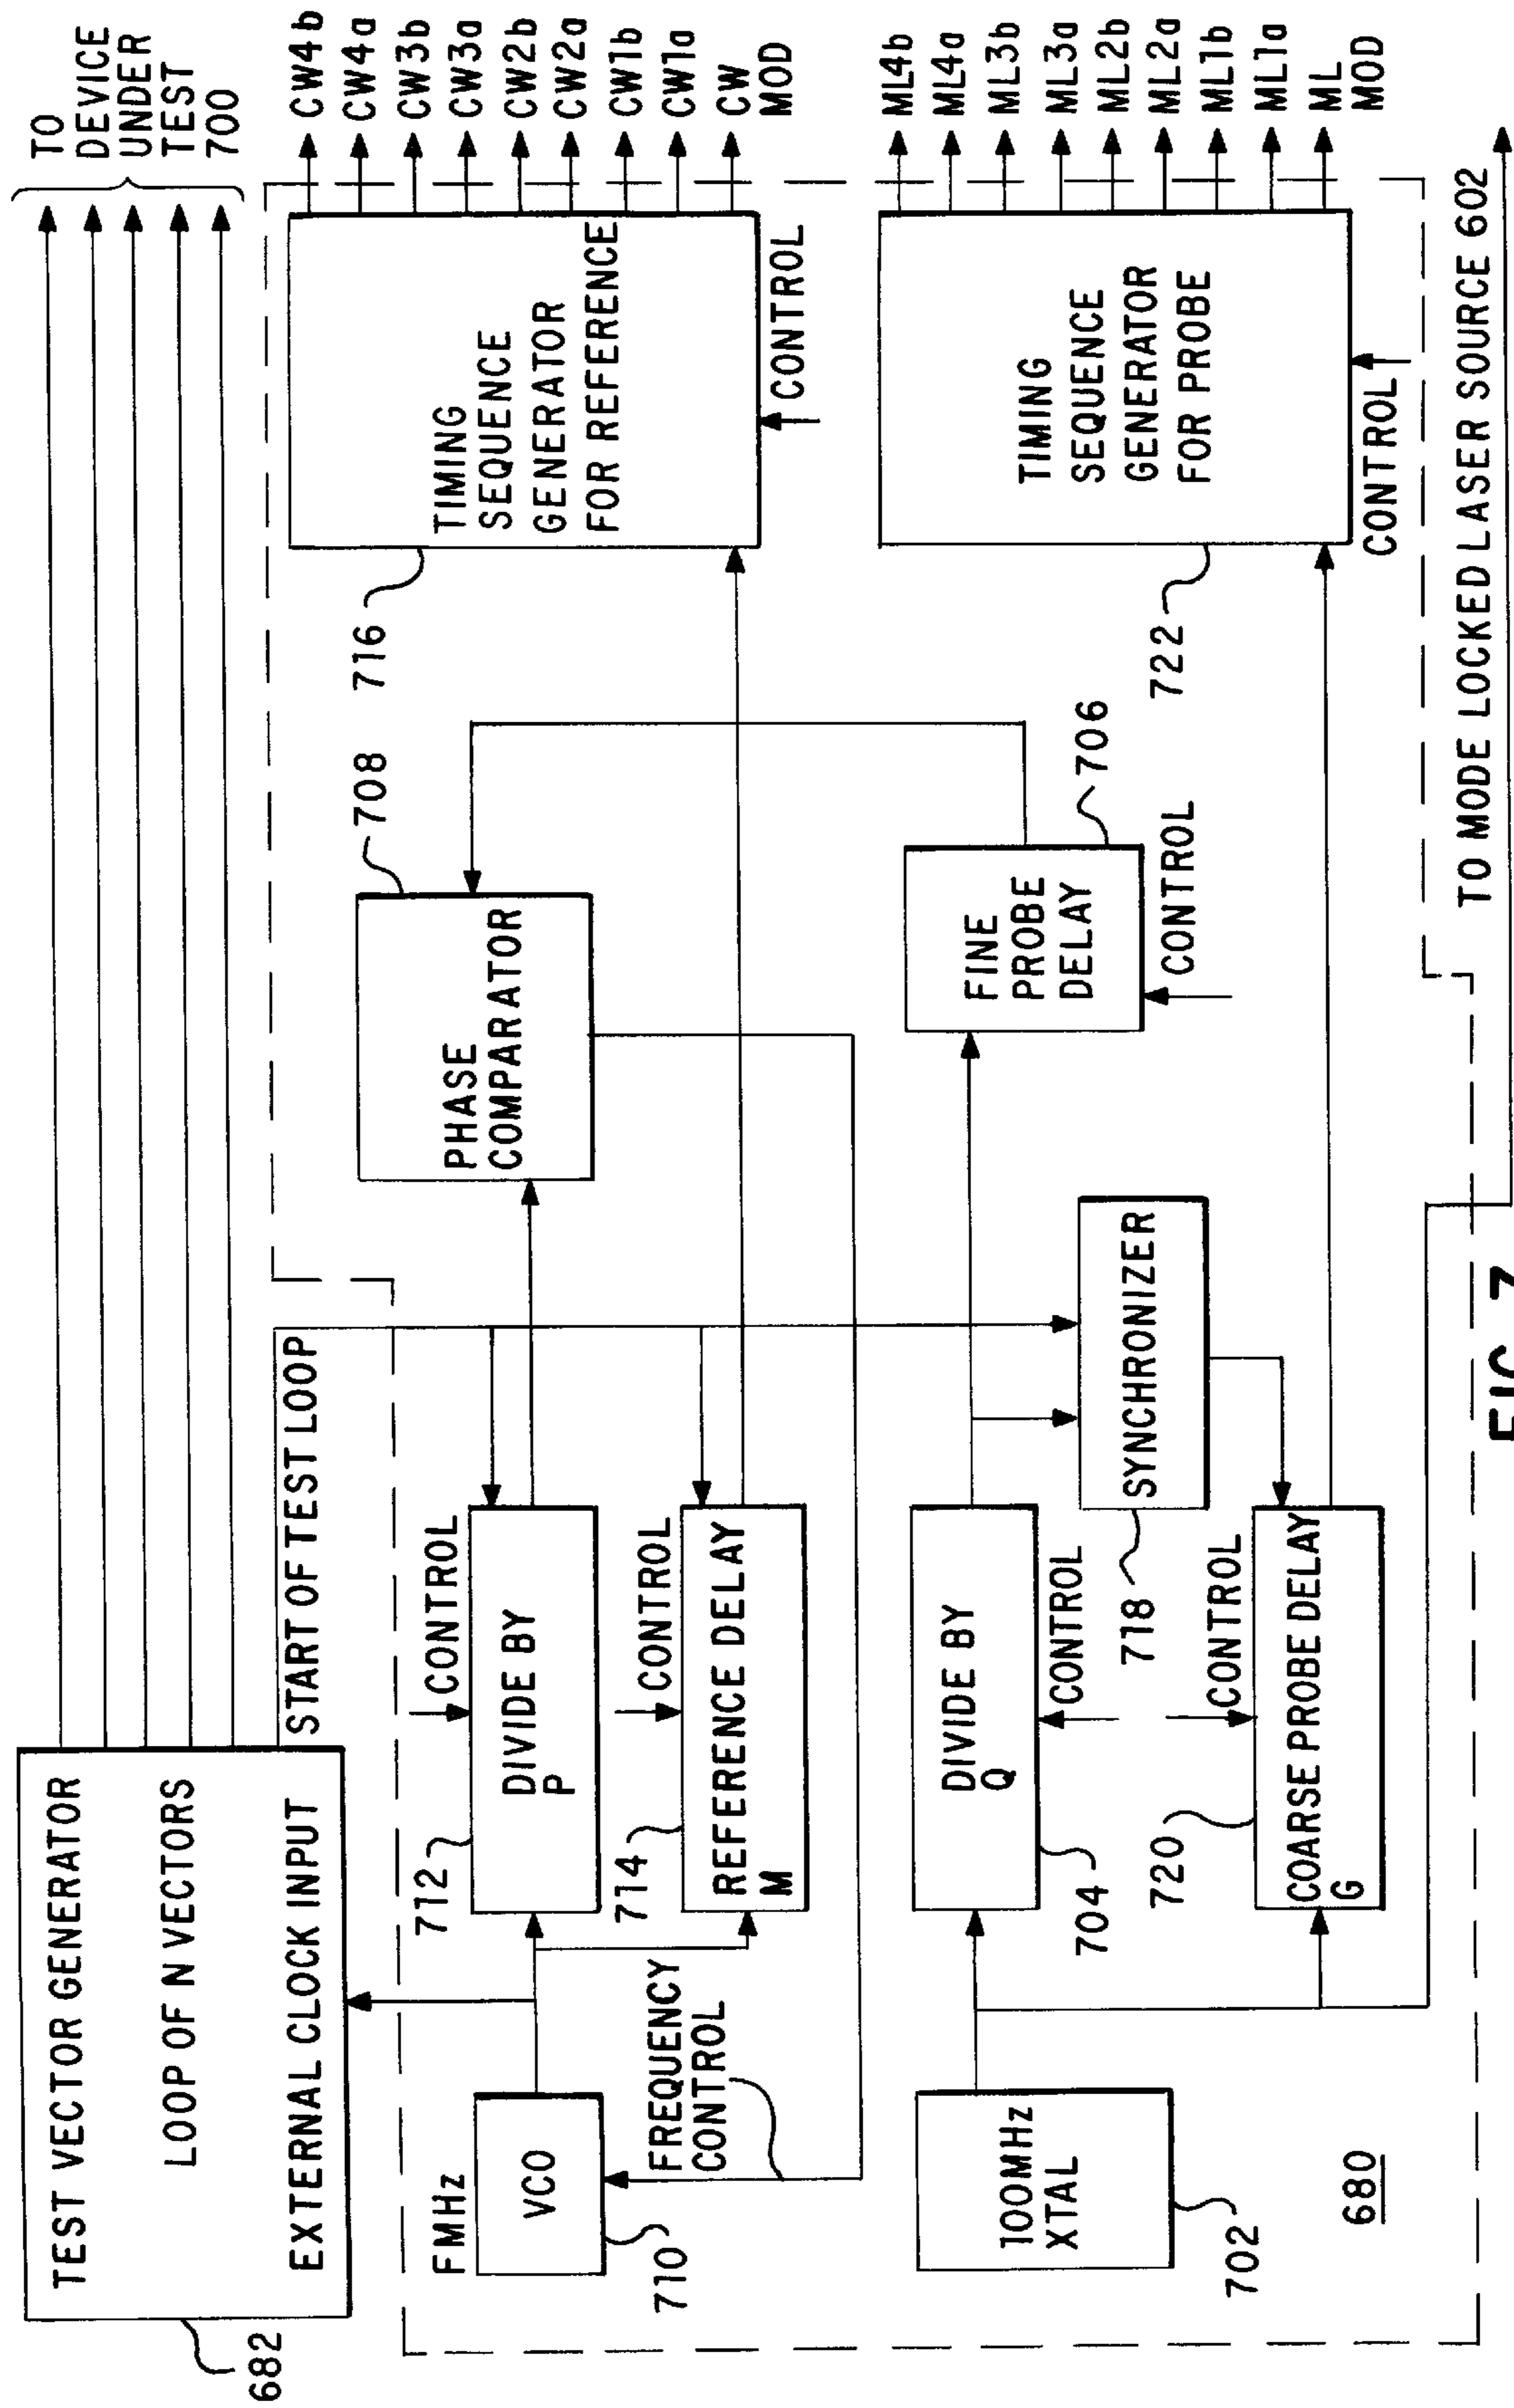 TEST VECTOR GENERATOR
LOOP OF N VECTORS
EXTERNAL CLOCK INPUT
682
START OF TEST LOOP
TO
DEVICE
UNDER
TEST
700
FMHz
VCO
710
FREQUENCY
CONTROL
712
CONTROL
DIVIDE BY
P
714
CONTROL
REFERENCE DELAY
M
PHASE
COMPARATOR
708
716
TIMING
SEQUENCE
GENERATOR
FOR REFERENCE
CONTROL
CW4b
CW4a
CW3b
CW3a
CW2b
CW2a
CW1b
CW1a
CW
MOD
100MHz
XTAL
702
680
DIVIDE BY
Q
704
CONTROL
718
SYNCHRONIZER
720
CONTROL
COARSE PROBE DELAY
G
FINE
PROBE
DELAY
706
CONTROL
722
TIMING
SEQUENCE
GENERATOR
FOR PROBE
CONTROL
ML4b
ML4a
ML3b
ML3a
ML2b
ML2a
ML1b
ML1a
ML
MOD
TO MODE LOCKED LASER SOURCE 602
FIG. 7